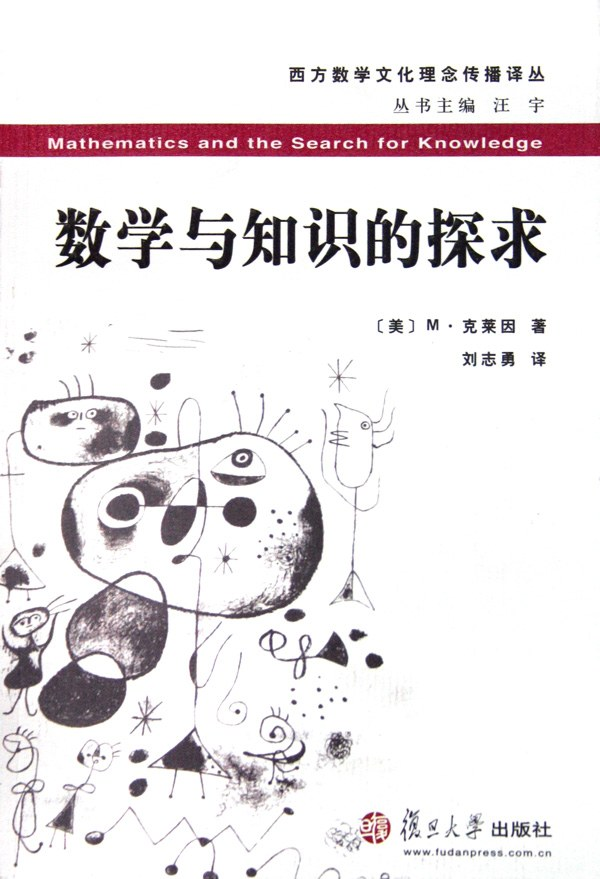 西方数学文化理念传播译丛
丛书主编 汪宇
Mathematics and the Search for Knowledge
数学与知识的探求
〔美〕M·克莱因 著
刘志勇 译
復旦大學出版社
www.fudanpress.com.cn